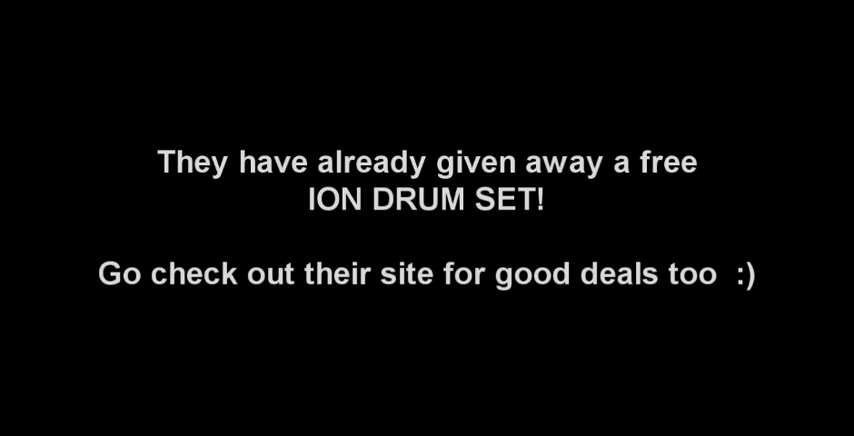 They have already given away a free
ION DRUM SET!
Go check out their site for good deals too  :)